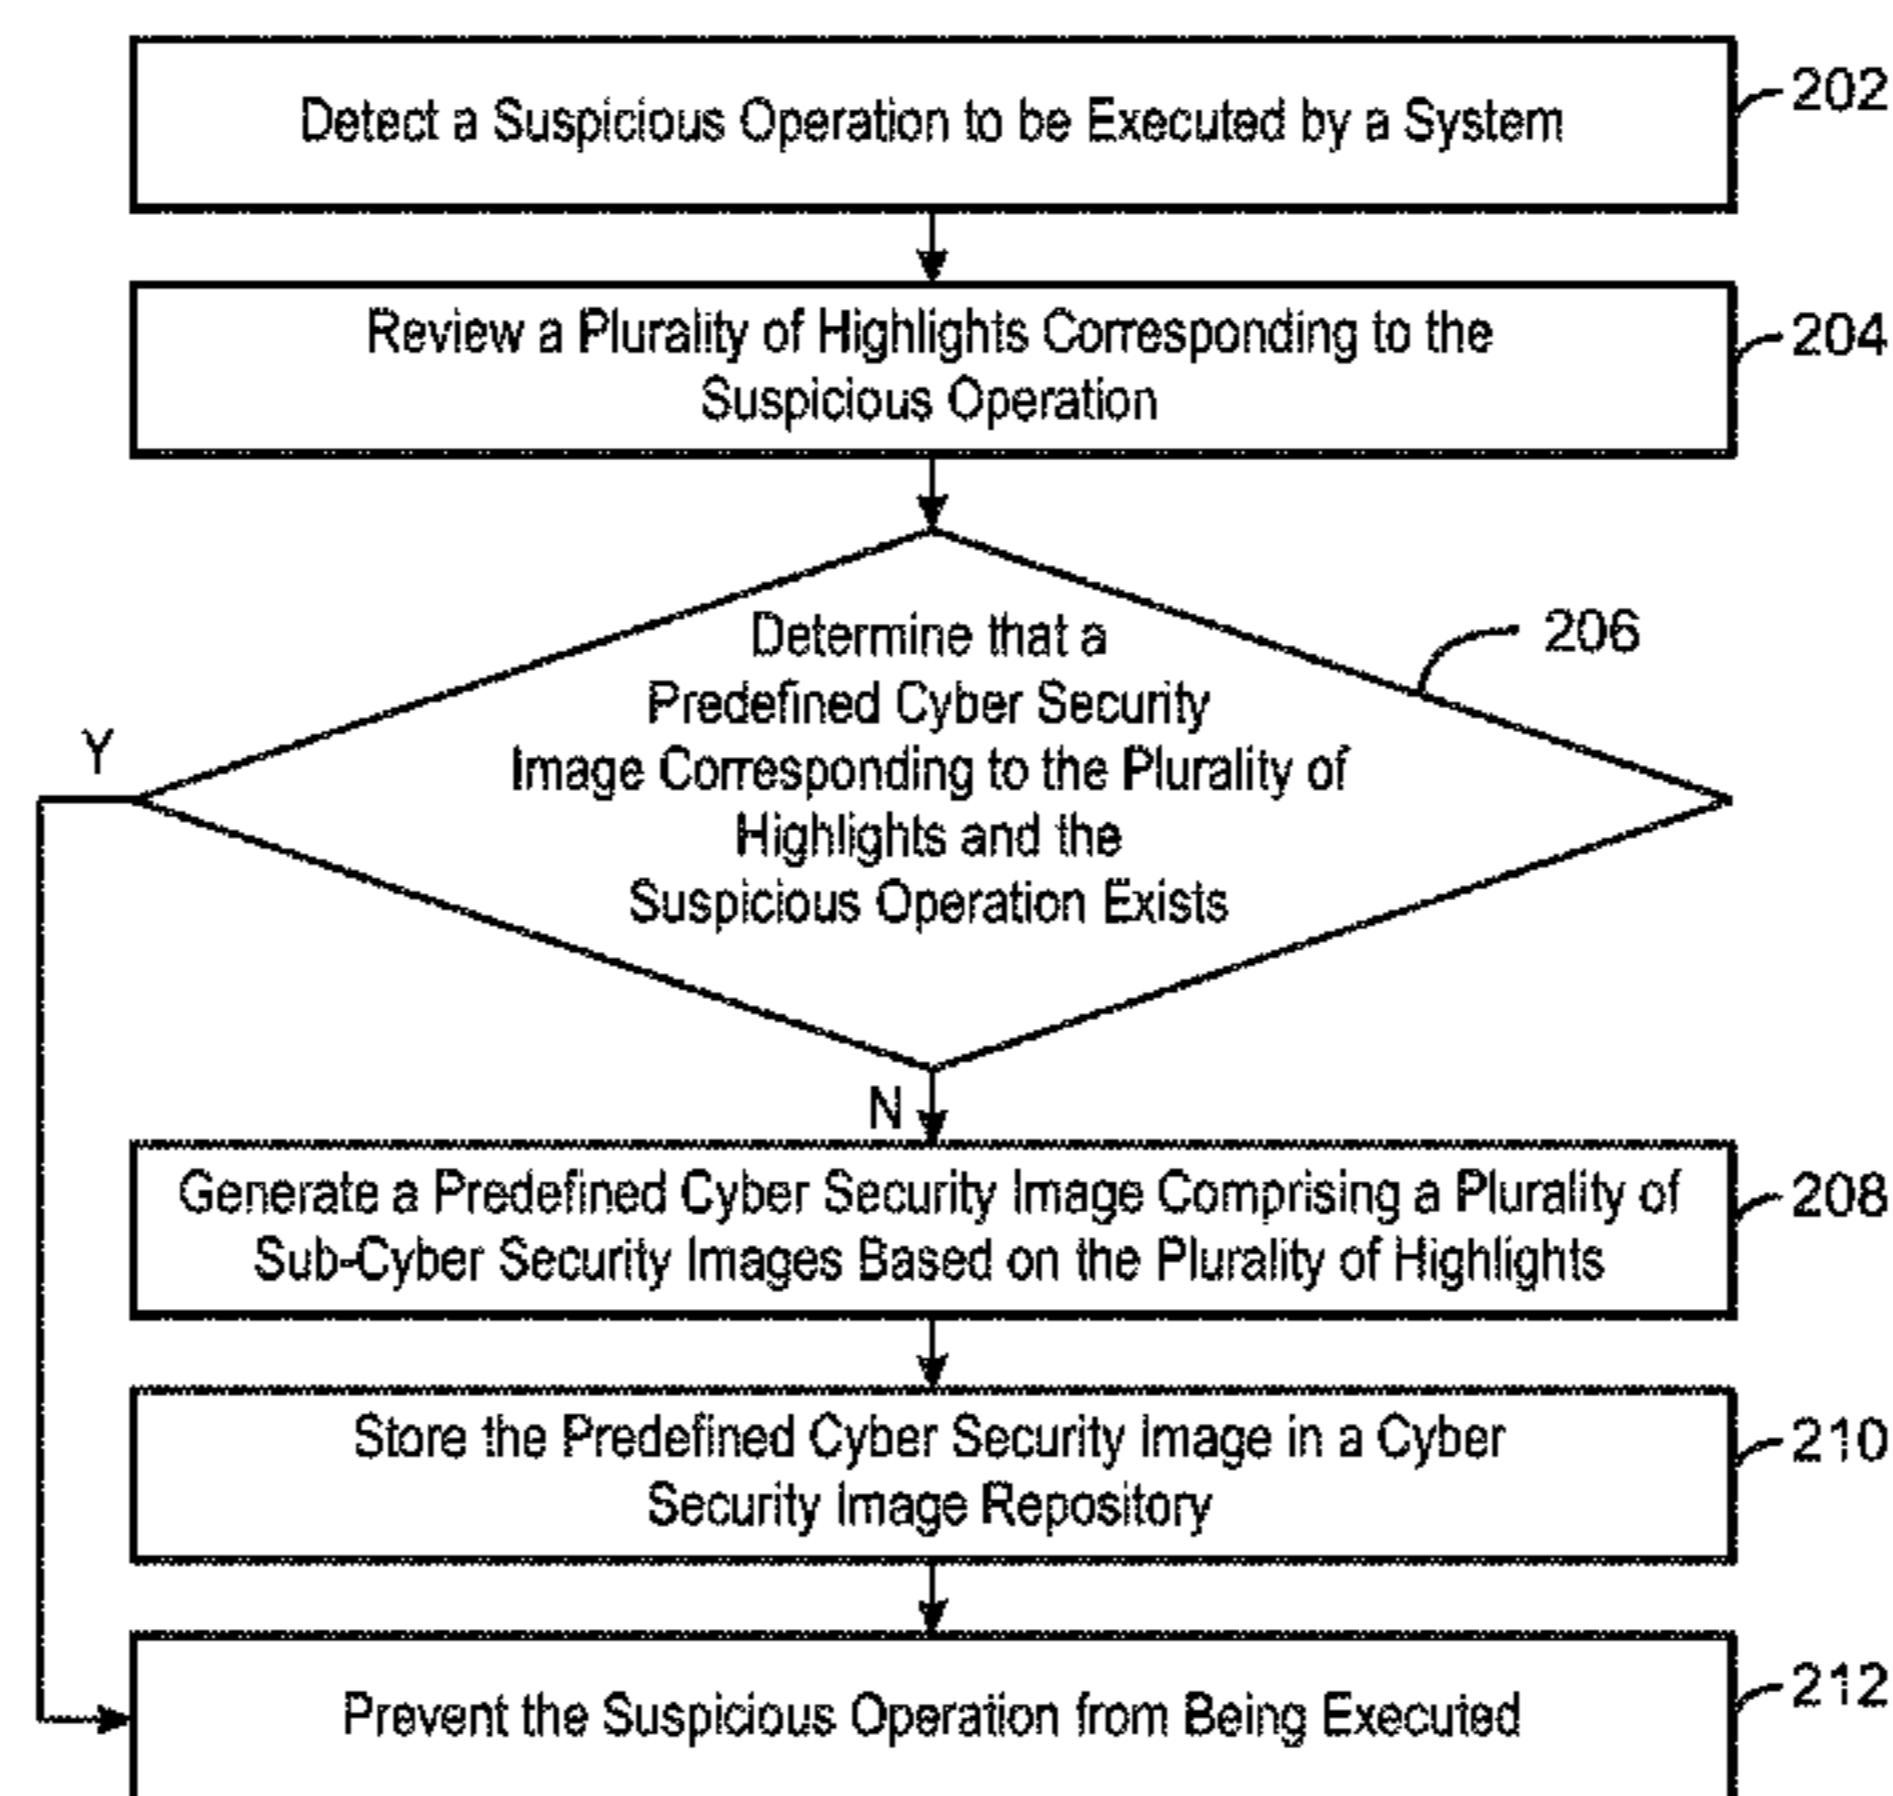 Detect a Suspicious Operation to be Executed by a System
202
Review a Plurality of Highlights Corresponding to the
Suspicious Operation
204
Determine that a
Predefined Cyber Security
Image Corresponding to the Plurality of
Highlights and the
Suspicious Operation Exists
206
Y
N
Generate a Predefined Cyber Security Image Comprising a Plurality of
Sub-Cyber Security Images Based on the Plurality of Highlights
208
Store the Predefined Cyber Security Image in a Cyber
Security Image Repository
210
Prevent the Suspicious Operation from Being Executed
212